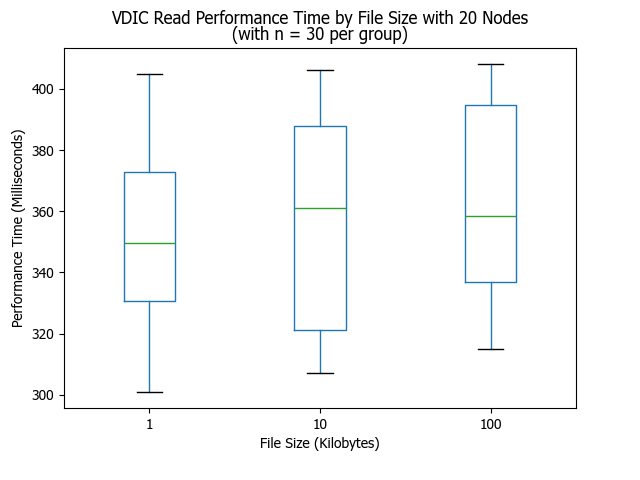 VDIC Read Performance Time by File Size with 20 Nodes
(with n = 30 per group)
Performance Time (Milliseconds)
400
380
360
340
320
300
1
10
100
File Size (Kilobytes)